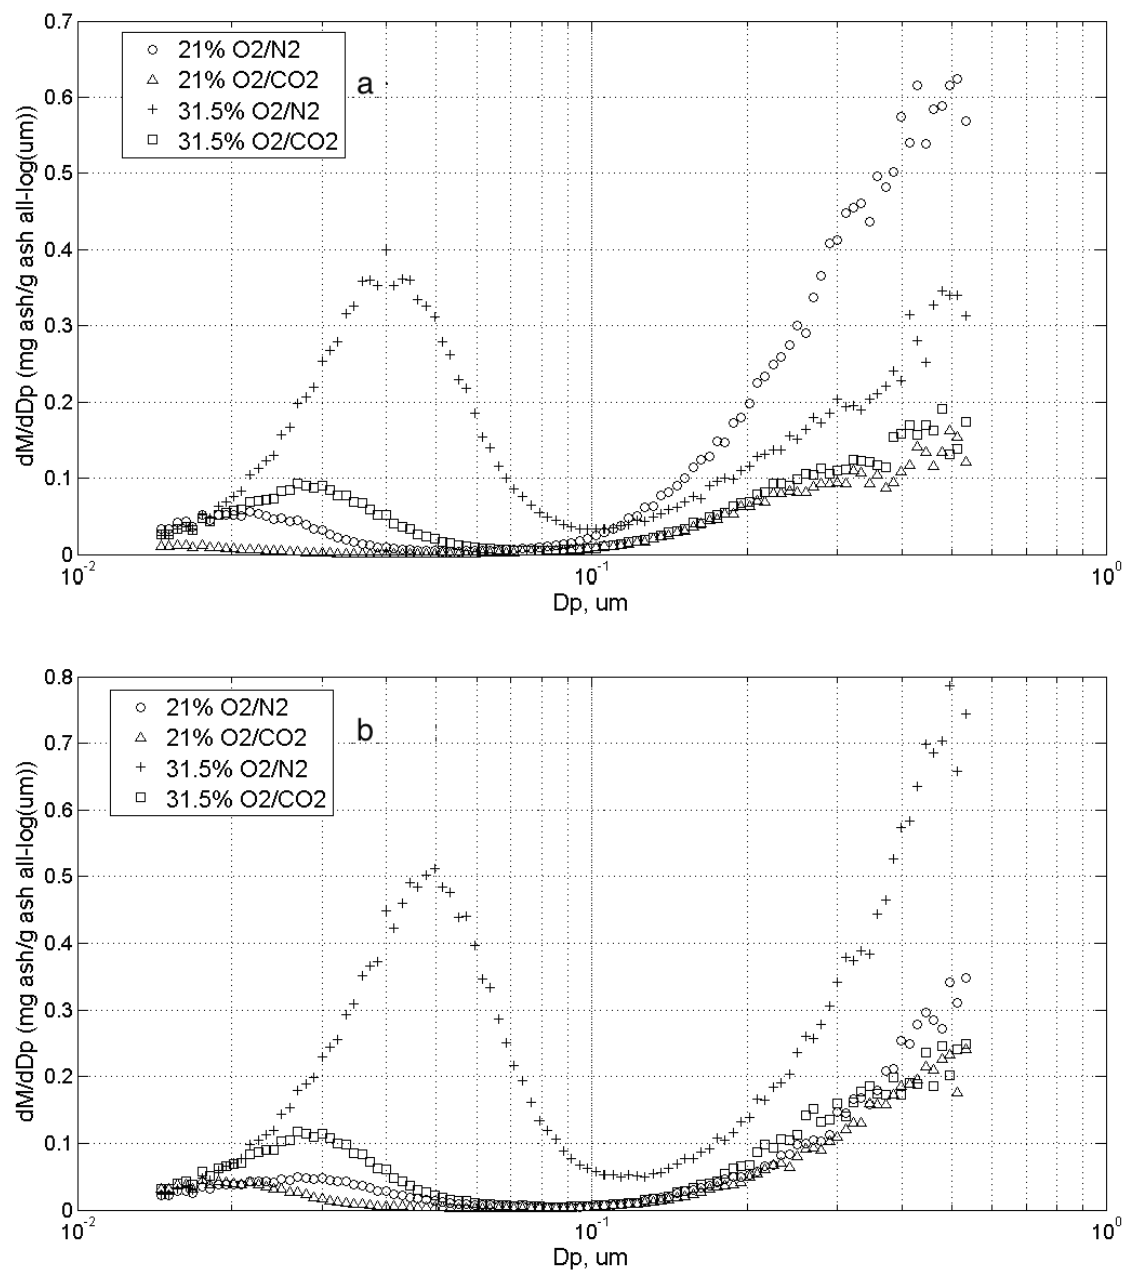 0.7
0.6
0.5
0.4
0.3
0.2
0.1
0
dM/dDp (mg ash/g ash all-log(um))
21% O2/N2
21% O2/CO2
31.5% O2/N2
31.5% O2/CO2
a
10-2
10-1
100
Dp, um
0.8
0.7
0.6
0.5
0.4
0.3
0.2
0.1
0
dM/dDp (mg ash/g ash all-log(um))
21% O2/N2
21% O2/CO2
31.5% O2/N2
31.5% O2/CO2
b
10-2
10-1
100
Dp, um